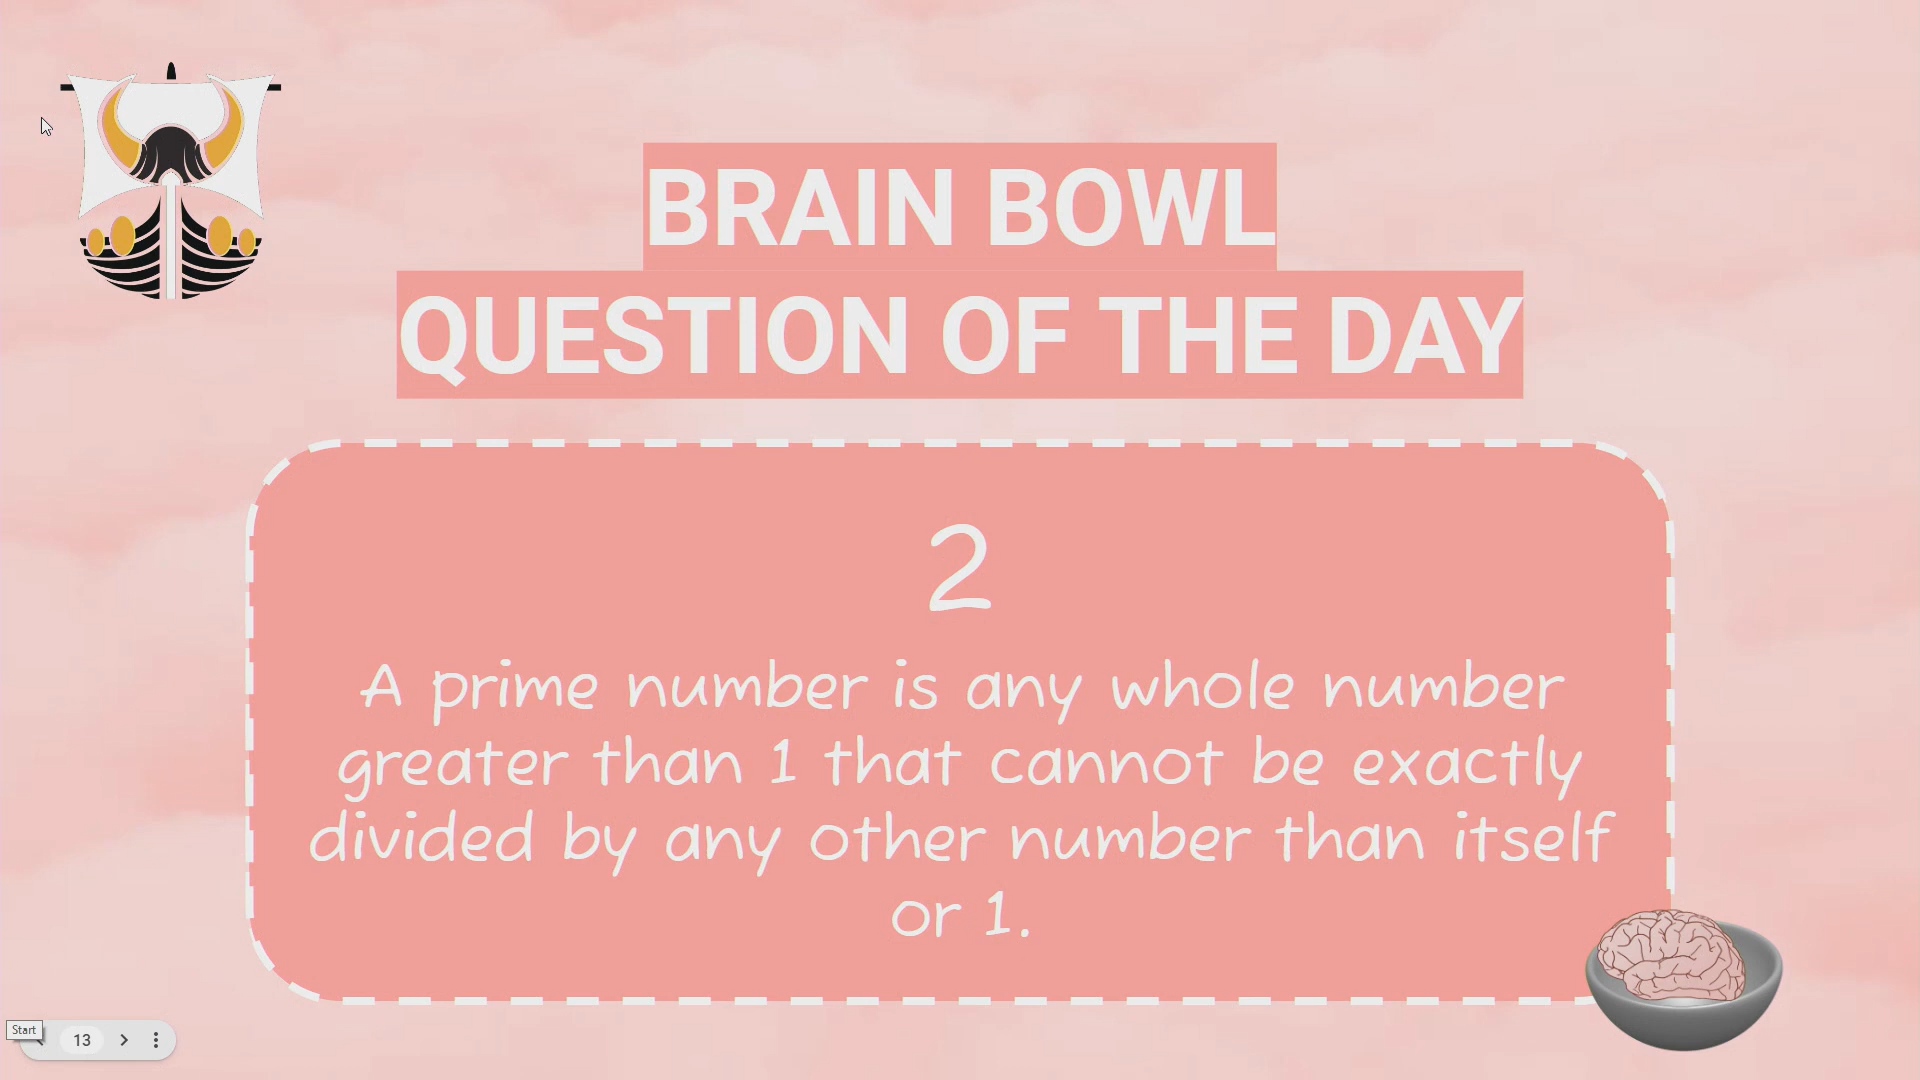 BRAIN BOWL
QUESTION OF THE DAY
2
A prime number is any whole number
greater than 1 that cannot be exactly
divided by any other number than itself
or 1.
Start
13